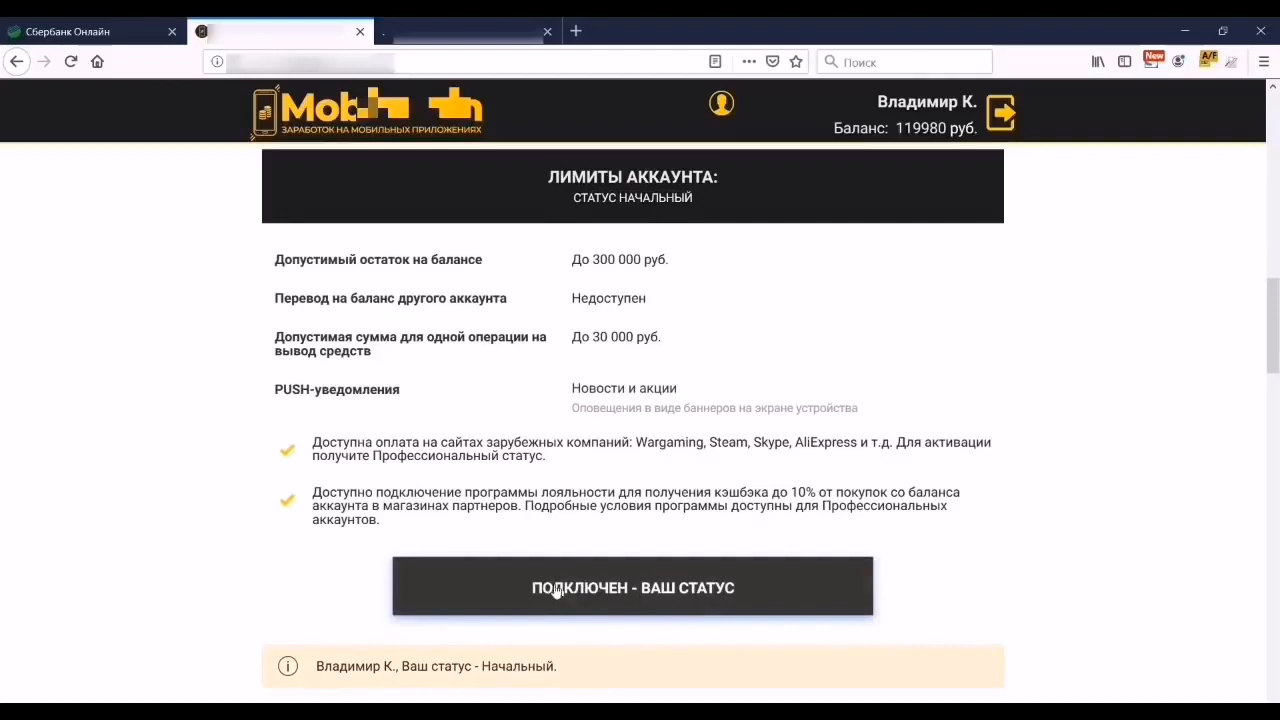 Сбербанк Онлайн
Поиск
New
A/F
Mob
ЗАРАБОТОК НА МОБИЛЬНЫХ ПРИЛОЖЕНИЯХ
Владимир К.
Баланс: 119980 руб.
ЛИМИТЫ АККАУНТА:
СТАТУС НАЧАЛЬНЫЙ
Допустимый остаток на балансе
До 300 000 руб.
Перевод на баланс другого аккаунта
Недоступен
Допустимая сумма для одной операции на
вывод средств
До 30 000 руб.
PUSH-уведомления
Новости и акции
Оповещения в виде баннеров на экране устройства
Доступна оплата на сайтах зарубежных компаний: Wargaming, Steam, Skype, AliExpress и т.д. Для активации
получите Профессиональный статус.
Доступно подключение программы лояльности для получения кэшбэка до 10% от покупок со баланса
аккаунта в магазинах партнеров. Подробные условия программы доступны для Профессиональных
аккаунтов.
ПОДКЛЮЧЕН - ВАШ СТАТУС
Владимир К., Ваш статус - Начальный.